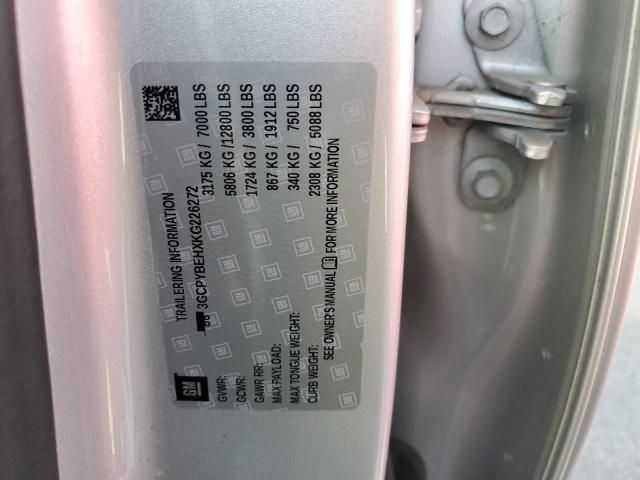 TRAILERING INFORMATION
3GCPYBEHXKG226272
GM
GVWR: 3175 KG / 7000 LBS
GCWR: 5806 KG / 12800 LBS
GAWR RR: 1724 KG / 3800 LBS
MAX PAYLOAD: 867 KG / 1912 LBS
MAX TONGUE WEIGHT: 340 KG / 750 LBS
CURB WEIGHT: 2308 KG / 5088 LBS
SEE OWNER'S MANUAL FOR MORE INFORMATION